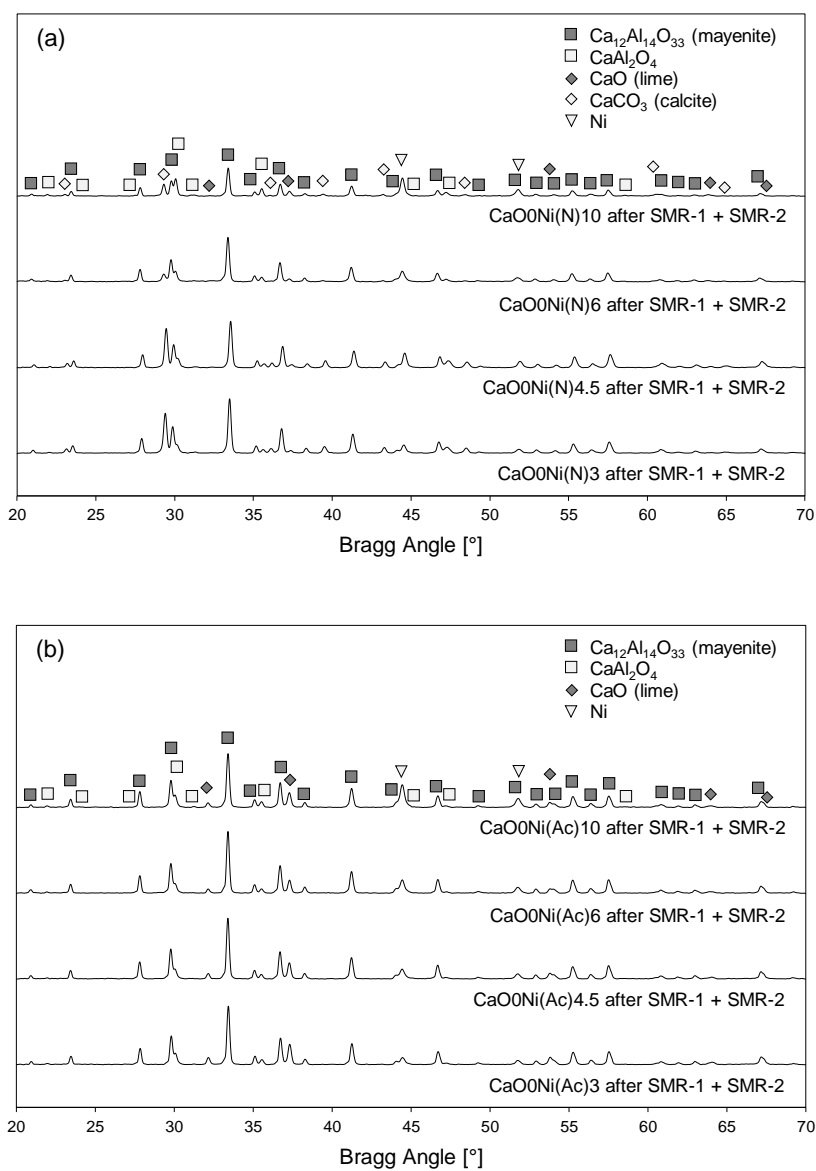 (a)
Ca₁₂Al₁₄O₃₃ (mayenite)
CaAl₂O₄
CaO (lime)
CaCO₃ (calcite)
Ni
CaO0Ni(N)10 after SMR-1 + SMR-2
CaO0Ni(N)6 after SMR-1 + SMR-2
CaO0Ni(N)4.5 after SMR-1 + SMR-2
CaO0Ni(N)3 after SMR-1 + SMR-2
20 25 30 35 40 45 50 55 60 65 70
Bragg Angle [°]
(b)
Ca₁₂Al₁₄O₃₃ (mayenite)
CaAl₂O₄
CaO (lime)
Ni
CaO0Ni(Ac)10 after SMR-1 + SMR-2
CaO0Ni(Ac)6 after SMR-1 + SMR-2
CaO0Ni(Ac)4.5 after SMR-1 + SMR-2
CaO0Ni(Ac)3 after SMR-1 + SMR-2
20 25 30 35 40 45 50 55 60 65 70
Bragg Angle [°]